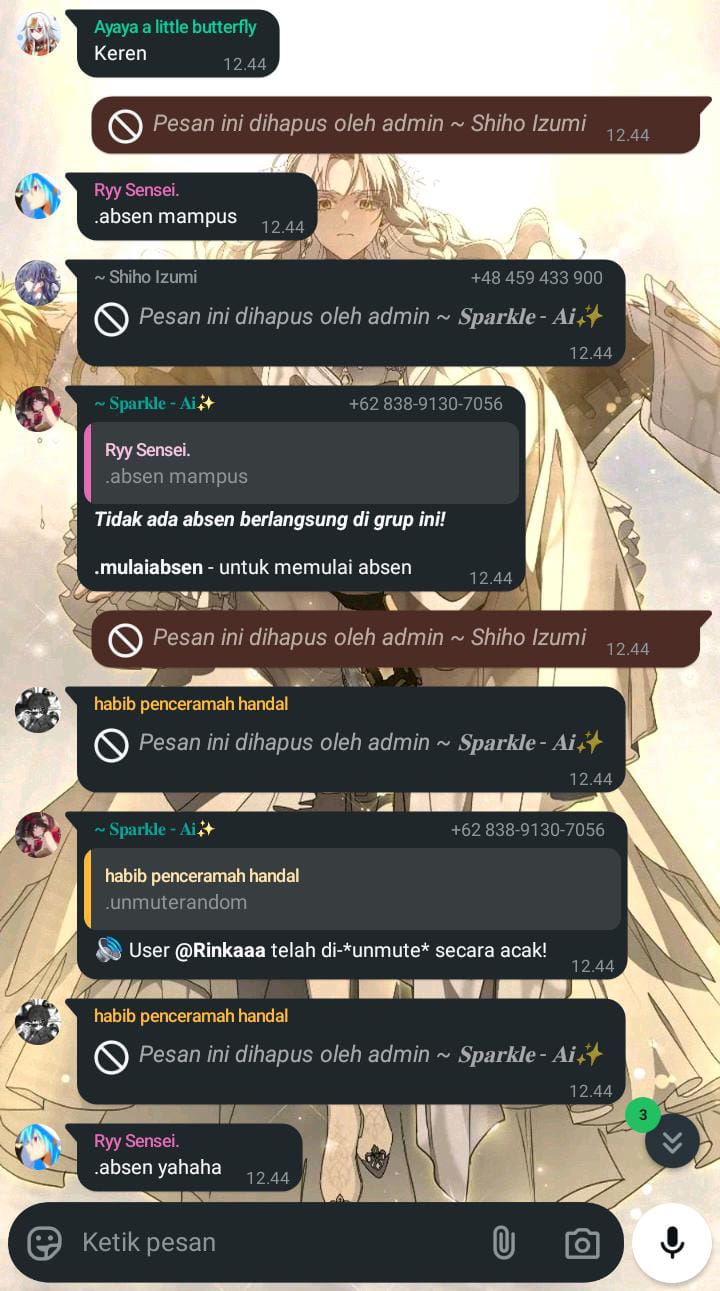 Ayaya a little butterfly
Keren
12.44
Pesan ini dihapus oleh admin ~ Shiho Izumi 12.44
Ryy Sensei.
.absen mampus 12.44
~ Shiho Izumi +48 459 433 900
Pesan ini dihapus oleh admin ~ Sparkle - Ai✨
12.44
~ Sparkle - Ai✨ +62 838-9130-7056
Ryy Sensei.
.absen mampus
Tidak ada absen berlangsung di grup ini!
.mulaiabsen - untuk memulai absen 12.44
Pesan ini dihapus oleh admin ~ Shiho Izumi 12.44
habib penceramah handal
Pesan ini dihapus oleh admin ~ Sparkle - Ai✨
12.44
~ Sparkle - Ai✨ +62 838-9130-7056
habib penceramah handal
.unmuterandom
🔊 User @Rinkaaa telah di-*unmute* secara acak!
12.44
habib penceramah handal
Pesan ini dihapus oleh admin ~ Sparkle - Ai✨
12.44
3
Ryy Sensei.
.absen yahaha 12.44
Ketik pesan